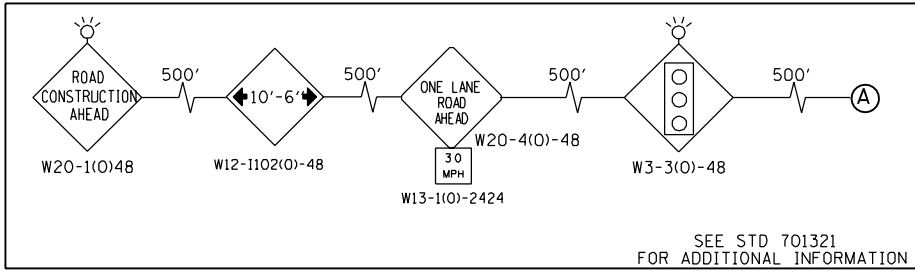 ROAD
CONSTRUCTION
AHEAD
W20-1(O)48
500'
10'-6"
W12-I102(O)-48
500'
ONE LANE
ROAD
AHEAD
W20-4(O)-48
30
MPH
W13-1(O)-2424
500'
W3-3(O)-48
500'
A
SEE STD 701321
FOR ADDITIONAL INFORMATION